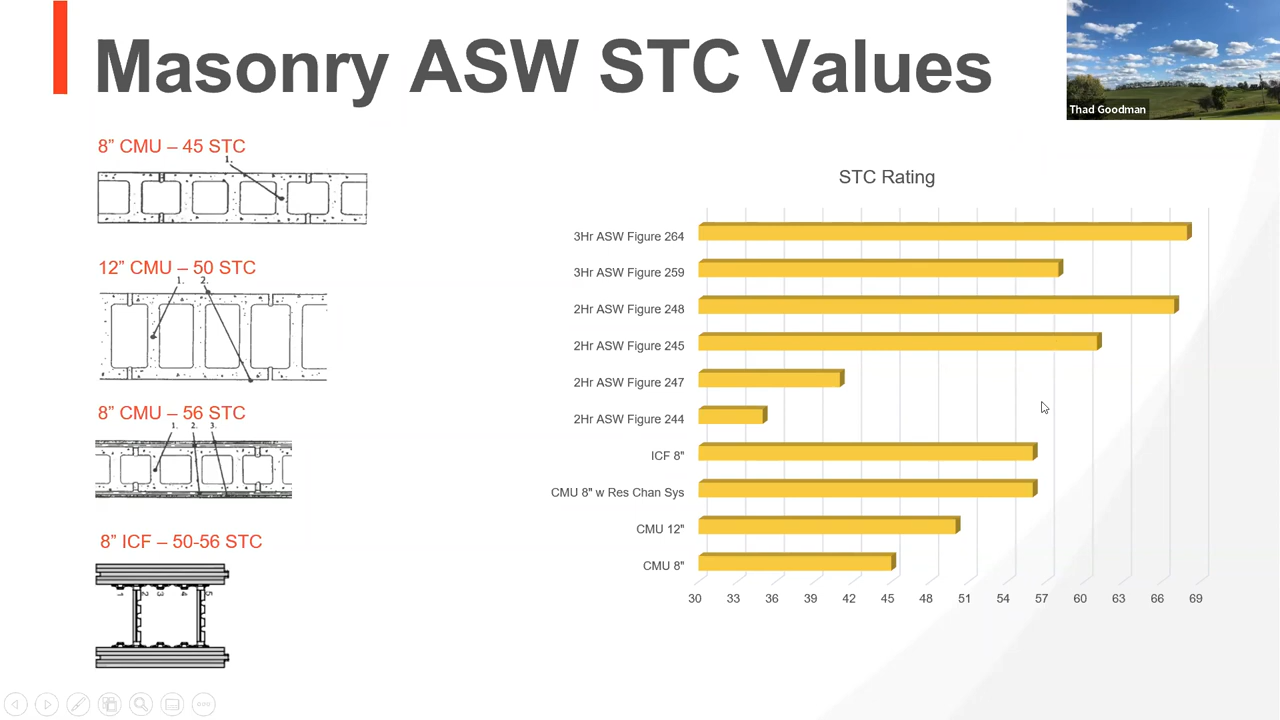 Masonry ASW STC Values
Thad Goodman
8” CMU – 45 STC
1.
12” CMU – 50 STC
1. 2.
8” CMU – 56 STC
1. 2. 3.
8” ICF – 50-56 STC
1 2 3 4 5
STC Rating
3Hr ASW Figure 264
3Hr ASW Figure 259
2Hr ASW Figure 248
2Hr ASW Figure 245
2Hr ASW Figure 247
2Hr ASW Figure 244
ICF 8"
CMU 8" w Res Chan Sys
CMU 12"
CMU 8"
30 33 36 39 42 45 48 51 54 57 60 63 66 69